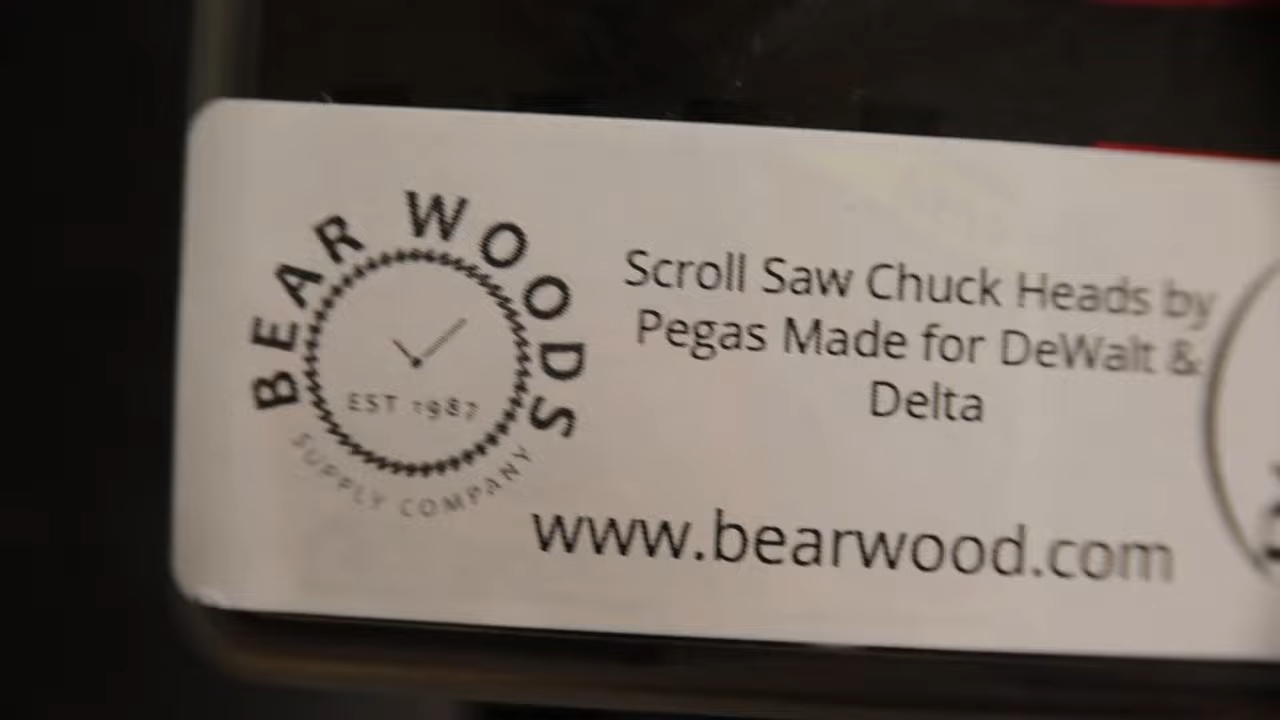 BEAR WOODS
EST 1987
SUPPLY COMPANY
Scroll Saw Chuck Heads by
Pegas Made for DeWalt &
Delta
www.bearwood.com